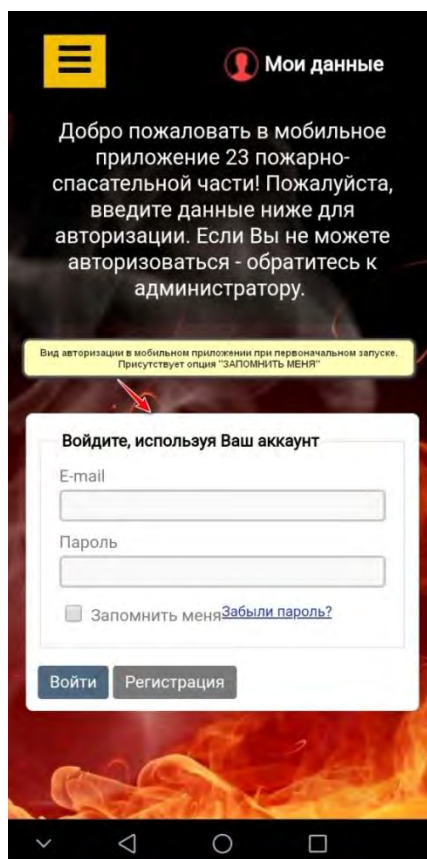 Мои данные
Добро пожаловать в мобильное
приложение 23 пожарно-
спасательной части! Пожалуйста,
введите данные ниже для
авторизации. Если Вы не можете
авторизоваться - обратитесь к
администратору.
Вид авторизации в мобильном приложении при первоначальном запуске.
Присутствует опция "ЗАПОМНИТЬ МЕНЯ"
Войдите, используя Ваш аккаунт
E-mail
Пароль
Запомнить меня Забыли пароль?
Войти Регистрация